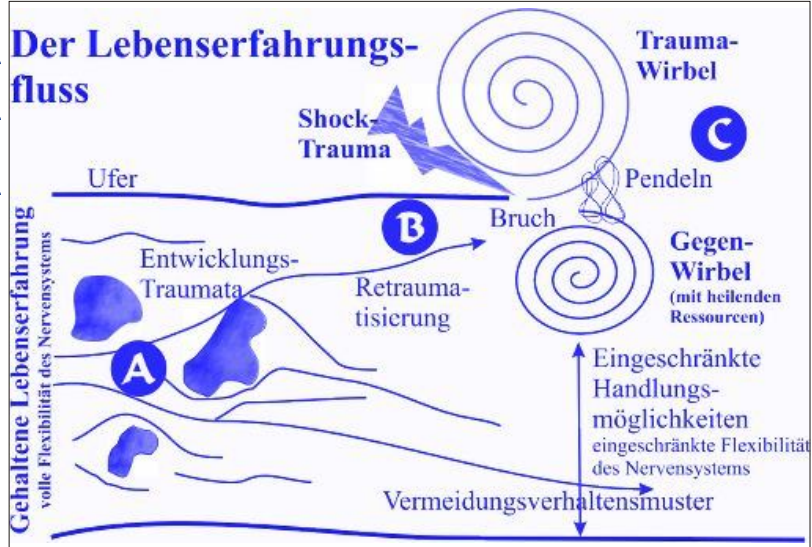 Der Lebenserfahrungs-
fluss
Trauma-
Wirbel
Shock-
Trauma
C
Ufer
Pendeln
B
Bruch
Gegen-
Wirbel
(mit heilenden
Ressourcen)
Entwicklungs-
Traumata
Retrauma-
tisierung
A
Gehaltene Lebenserfahrung
volle Flexibilität des Nervensystems
Eingeschränkte
Handlungs-
möglichkeiten
eingeschränkte Flexibilität
des Nervensystems
Vermeidungsverhaltensmuster